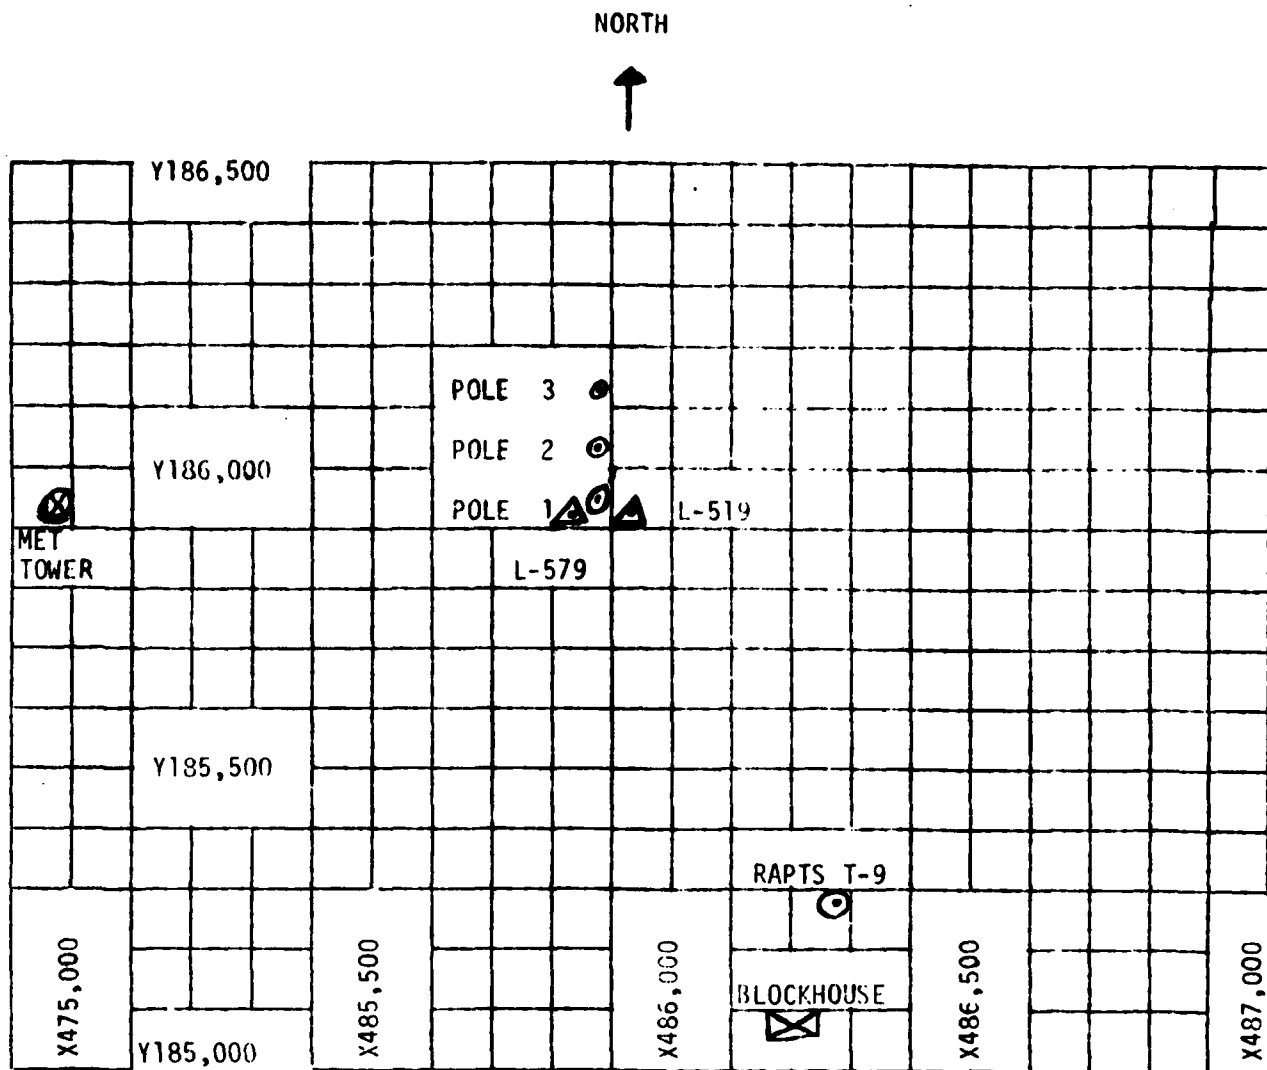 NORTH
Y186,500
POLE 3
POLE 2
Y186,000
POLE 1
L-519
MET
TOWER
L-579
Y185,500
RAPTS T-9
X475,000
X485,500
X486,000
X486,500
X487,000
BLOCKHOUSE
Y185,000